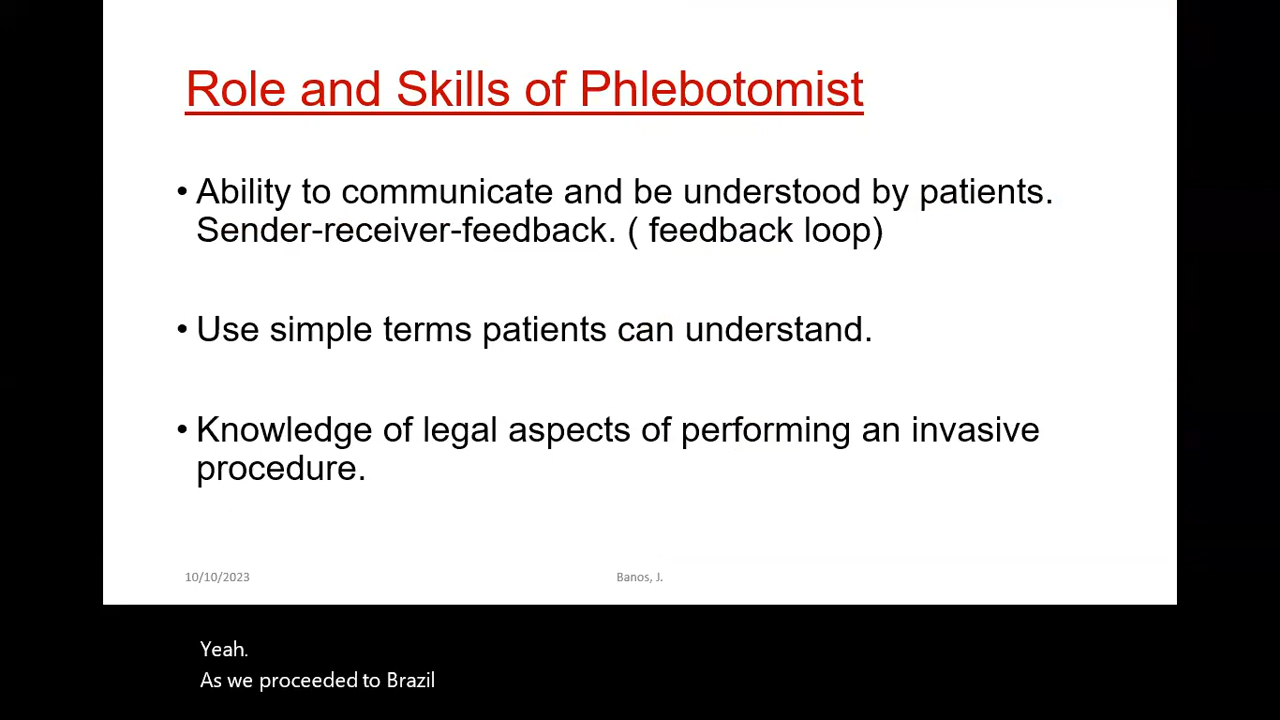 Role and Skills of Phlebotomist
• Ability to communicate and be understood by patients.
Sender-receiver-feedback. ( feedback loop)
• Use simple terms patients can understand.
• Knowledge of legal aspects of performing an invasive
procedure.
10/10/2023
Banos, J.
Yeah.
As we proceeded to Brazil